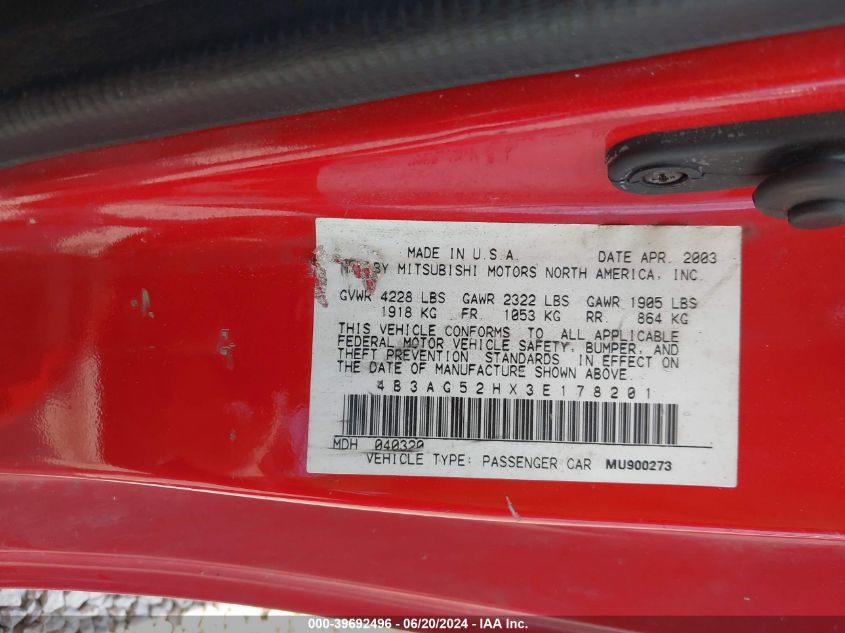 MADE IN U.S.A. DATE APR. 2003
BY MITSUBISHI MOTORS NORTH AMERICA, INC.
GVWR 4228 LBS GAWR 2322 LBS GAWR 1905 LBS
1918 KG FR. 1053 KG RR. 864 KG
THIS VEHICLE CONFORMS TO ALL APPLICABLE
FEDERAL MOTOR VEHICLE SAFETY, BUMPER, AND
THEFT PREVENTION STANDARDS IN EFFECT ON
THE DATE OF MANUFACTURE SHOWN ABOVE.
4B3AG52HX3E178201
MDH 040320
VEHICLE TYPE: PASSENGER CAR MU900273
000-39692496 - 06/20/2024 - IAA Inc.